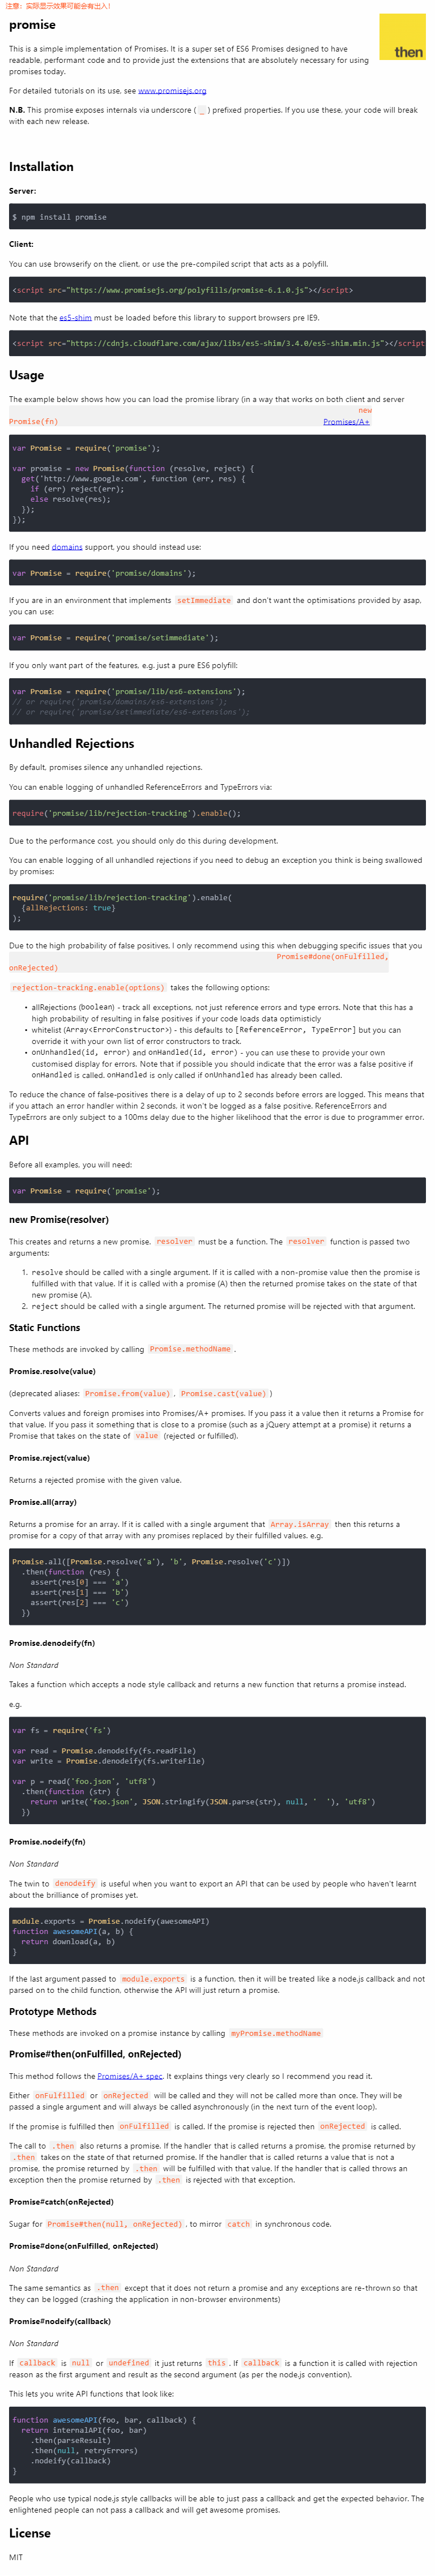 注意：实际显示效果可能会有出入！
promise
then
This is a simple implementation of Promises. It is a super set of ES6 Promises designed to have
readable, performant code and to provide just the extensions that are absolutely necessary for using
promises today.
For detailed tutorials on its use, see www.promisejs.org
N.B. This promise exposes internals via underscore ( _ ) prefixed properties. If you use these, your code will break
with each new release.
Installation
Server:
$ npm install promise
Client:
You can use browserify on the client, or use the pre-compiled script that acts as a polyfill.
<script src="https://www.promisejs.org/polyfills/promise-6.1.0.js"></script>
Note that the es5-shim must be loaded before this library to support browsers pre IE9.
<script src="https://cdnjs.cloudflare.com/ajax/libs/es5-shim/3.4.0/es5-shim.min.js"></script
Usage
The example below shows how you can load the promise library (in a way that works on both client and server
new
Promise(fn) Promises/A+
var Promise = require('promise');
var promise = new Promise(function (resolve, reject) {
  get('http://www.google.com', function (err, res) {
    if (err) reject(err);
    else resolve(res);
  });
});
If you need domains support, you should instead use:
var Promise = require('promise/domains');
If you are in an environment that implements setImmediate and don't want the optimisations provided by asap,
you can use:
var Promise = require('promise/setimmediate');
If you only want part of the features, e.g. just a pure ES6 polyfill:
var Promise = require('promise/lib/es6-extensions');
// or require('promise/domains/es6-extensions');
// or require('promise/setimmediate/es6-extensions');
Unhandled Rejections
By default, promises silence any unhandled rejections.
You can enable logging of unhandled ReferenceErrors and TypeErrors via:
require('promise/lib/rejection-tracking').enable();
Due to the performance cost, you should only do this during development.
You can enable logging of all unhandled rejections if you need to debug an exception you think is being swallowed
by promises:
require('promise/lib/rejection-tracking').enable(
  {allRejections: true}
);
Due to the high probability of false positives, I only recommend using this when debugging specific issues that you
Promise#done(onFulfilled,
onRejected)
rejection-tracking.enable(options) takes the following options:
• allRejections (boolean) - track all exceptions, not just reference errors and type errors. Note that this has a
high probability of resulting in false positives if your code loads data optimisticly
• whitelist (Array<ErrorConstructor>) - this defaults to [ReferenceError, TypeError] but you can
override it with your own list of error constructors to track.
• onUnhandled(id, error) and onHandled(id, error) - you can use these to provide your own
customised display for errors. Note that if possible you should indicate that the error was a false positive if
onHandled is called. onHandled is only called if onUnhandled has already been called.
To reduce the chance of false-positives there is a delay of up to 2 seconds before errors are logged. This means that
if you attach an error handler within 2 seconds, it won't be logged as a false positive. ReferenceErrors and
TypeErrors are only subject to a 100ms delay due to the higher likelihood that the error is due to programmer error.
API
Before all examples, you will need:
var Promise = require('promise');
new Promise(resolver)
This creates and returns a new promise. resolver must be a function. The resolver function is passed two
arguments:
1. resolve should be called with a single argument. If it is called with a non-promise value then the promise is
fulfilled with that value. If it is called with a promise (A) then the returned promise takes on the state of that
new promise (A).
2. reject should be called with a single argument. The returned promise will be rejected with that argument.
Static Functions
These methods are invoked by calling Promise.methodName.
Promise.resolve(value)
(deprecated aliases: Promise.from(value), Promise.cast(value))
Converts values and foreign promises into Promises/A+ promises. If you pass it a value then it returns a Promise for
that value. If you pass it something that is close to a promise (such as a jQuery attempt at a promise) it returns a
Promise that takes on the state of value (rejected or fulfilled).
Promise.reject(value)
Returns a rejected promise with the given value.
Promise.all(array)
Returns a promise for an array. If it is called with a single argument that Array.isArray then this returns a
promise for a copy of that array with any promises replaced by their fulfilled values. e.g.
Promise.all([Promise.resolve('a'), 'b', Promise.resolve('c')])
  .then(function (res) {
    assert(res[0] === 'a')
    assert(res[1] === 'b')
    assert(res[2] === 'c')
  })
Promise.denodeify(fn)
Non Standard
Takes a function which accepts a node style callback and returns a new function that returns a promise instead.
e.g.
var fs = require('fs')
var read = Promise.denodeify(fs.readFile)
var write = Promise.denodeify(fs.writeFile)
var p = read('foo.json', 'utf8')
  .then(function (str) {
    return write('foo.json', JSON.stringify(JSON.parse(str), null, '  '), 'utf8')
  })
Promise.nodeify(fn)
Non Standard
The twin to denodeify is useful when you want to export an API that can be used by people who haven't learnt
about the brilliance of promises yet.
module.exports = Promise.nodeify(awesomeAPI)
function awesomeAPI(a, b) {
  return download(a, b)
}
If the last argument passed to module.exports is a function, then it will be treated like a node.js callback and not
parsed on to the child function, otherwise the API will just return a promise.
Prototype Methods
These methods are invoked on a promise instance by calling myPromise.methodName
Promise#then(onFulfilled, onRejected)
This method follows the Promises/A+ spec. It explains things very clearly so I recommend you read it.
Either onFulfilled or onRejected will be called and they will not be called more than once. They will be
passed a single argument and will always be called asynchronously (in the next turn of the event loop).
If the promise is fulfilled then onFulfilled is called. If the promise is rejected then onRejected is called.
The call to .then also returns a promise. If the handler that is called returns a promise, the promise returned by
.then takes on the state of that returned promise. If the handler that is called returns a value that is not a
promise, the promise returned by .then will be fulfilled with that value. If the handler that is called throws an
exception then the promise returned by .then is rejected with that exception.
Promise#catch(onRejected)
Sugar for Promise#then(null, onRejected), to mirror catch in synchronous code.
Promise#done(onFulfilled, onRejected)
Non Standard
The same semantics as .then except that it does not return a promise and any exceptions are re-thrown so that
they can be logged (crashing the application in non-browser environments)
Promise#nodeify(callback)
Non Standard
If callback is null or undefined it just returns this. If callback is a function it is called with rejection
reason as the first argument and result as the second argument (as per the node.js convention).
This lets you write API functions that look like:
function awesomeAPI(foo, bar, callback) {
  return internalAPI(foo, bar)
    .then(parseResult)
    .then(null, retryErrors)
    .nodeify(callback)
}
People who use typical node.js style callbacks will be able to just pass a callback and get the expected behavior. The
enlightened people can not pass a callback and will get awesome promises.
License
MIT